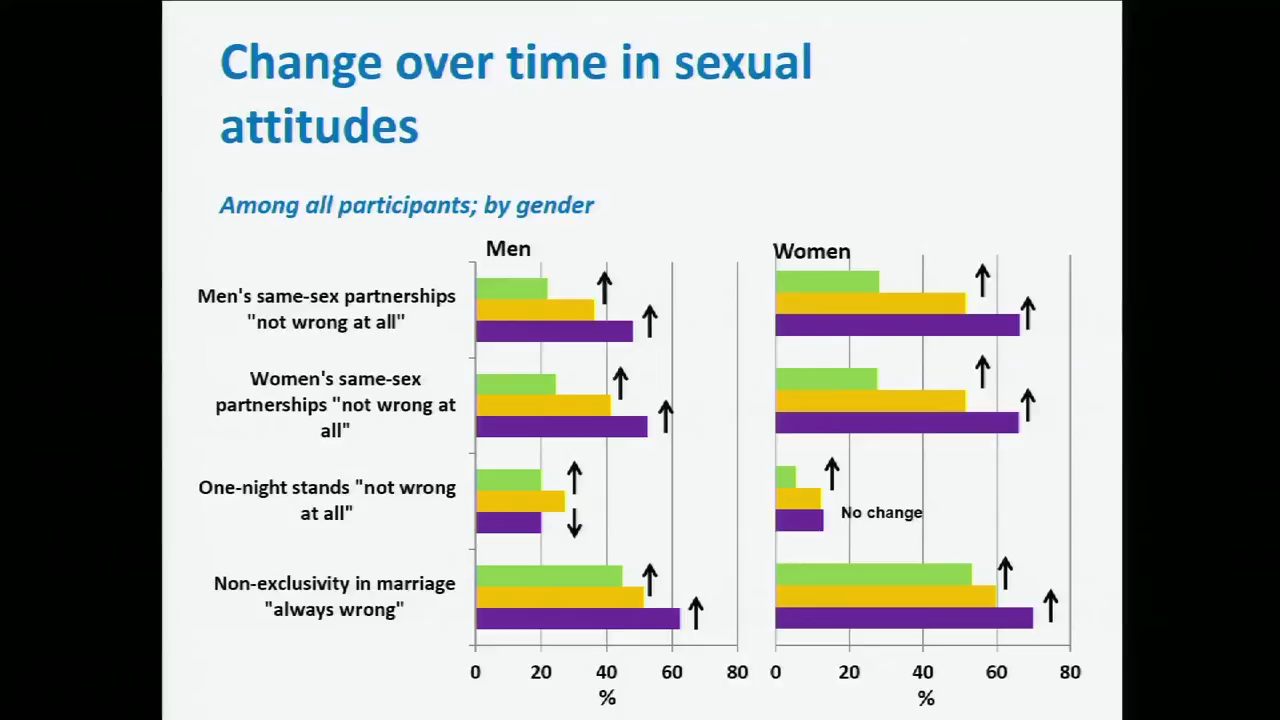 Change over time in sexual
attitudes
Among all participants; by gender
Men
Women
Men's same-sex partnerships
"not wrong at all"
Women's same-sex
partnerships "not wrong at
all"
One-night stands "not wrong
at all"
No change
Non-exclusivity in marriage
"always wrong"
0 20 40 60 80
%
0 20 40 60 80
%